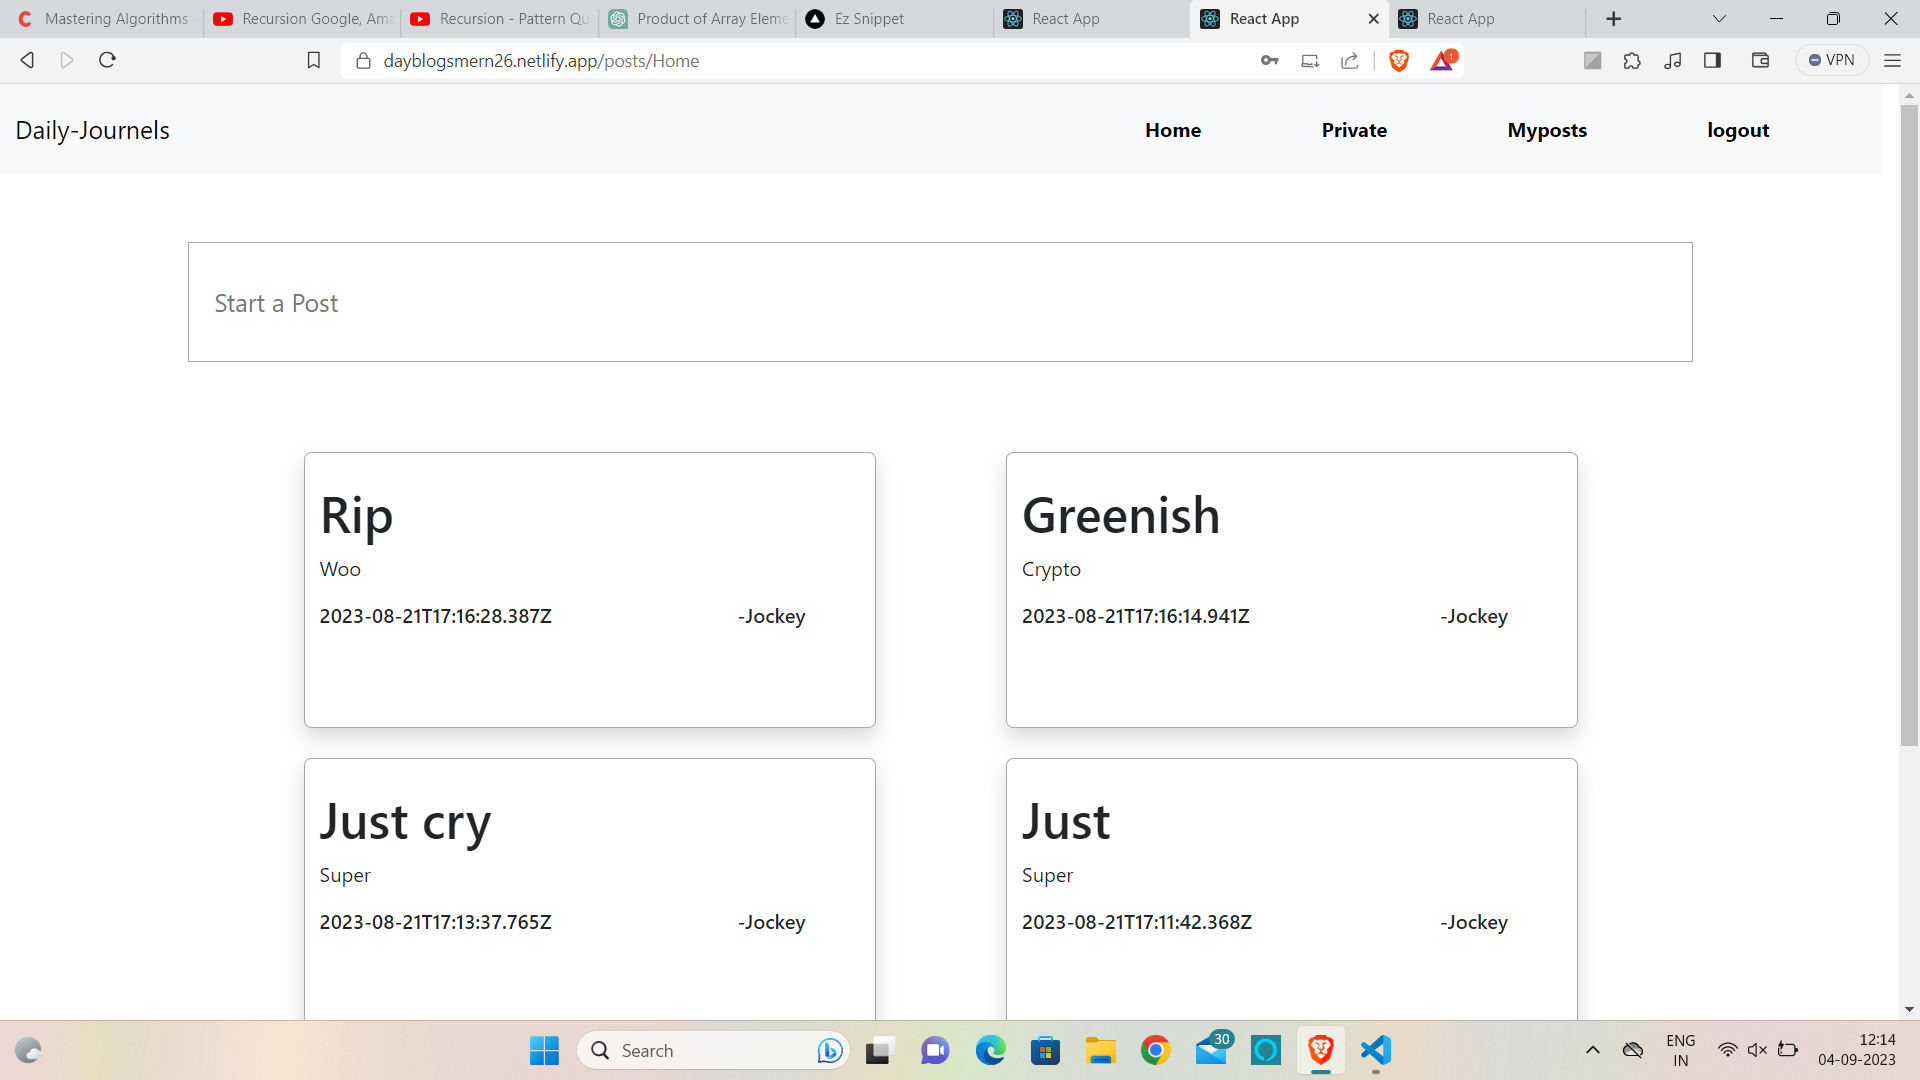 Mastering Algorithms -
Recursion Google, Ama
Recursion - Pattern Qu
Product of Array Eleme
Ez Snippet
React App
React App
React App
dayblogsmern26.netlify.app/posts/Home
1
VPN
Daily-Journels
Home
Private
Myposts
logout
Start a Post
Rip
Woo
2023-08-21T17:16:28.387Z -Jockey
Greenish
Crypto
2023-08-21T17:16:14.941Z -Jockey
Just cry
Super
2023-08-21T17:13:37.765Z -Jockey
Just
Super
2023-08-21T17:11:42.368Z -Jockey
Search
30
ENG
IN
12:14
04-09-2023